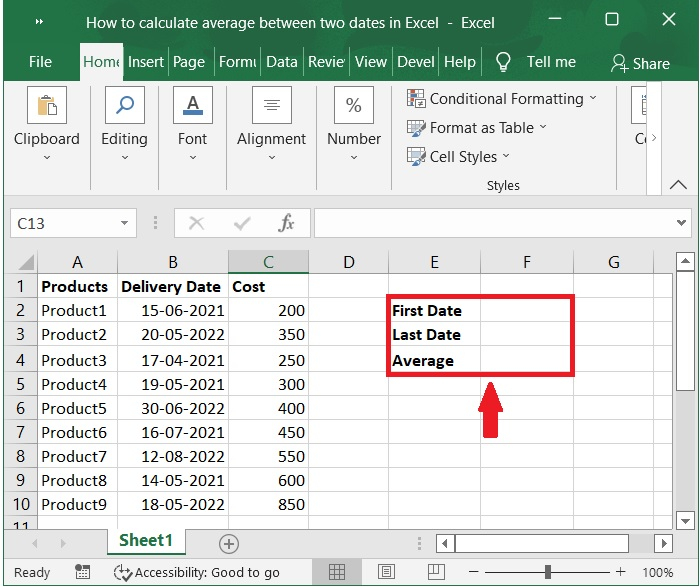 How to calculate average between two dates in Excel - Excel
File Home Insert Page Formu Data Revie View Devel Help Tell me Share
Conditional Formatting
Format as Table
Cell Styles
Clipboard Editing Font Alignment Number
Styles
C13 fx
A B C D E F G
1 Products Delivery Date Cost
2 Product1 15-06-2021 200 First Date
3 Product2 20-05-2022 350 Last Date
4 Product3 17-04-2021 250 Average
5 Product4 19-05-2021 300
6 Product5 30-06-2022 400
7 Product6 16-07-2021 450
8 Product7 12-08-2022 550
9 Product8 14-05-2021 600
10 Product9 18-05-2022 850
11
Sheet1
Ready Accessibility: Good to go 100%